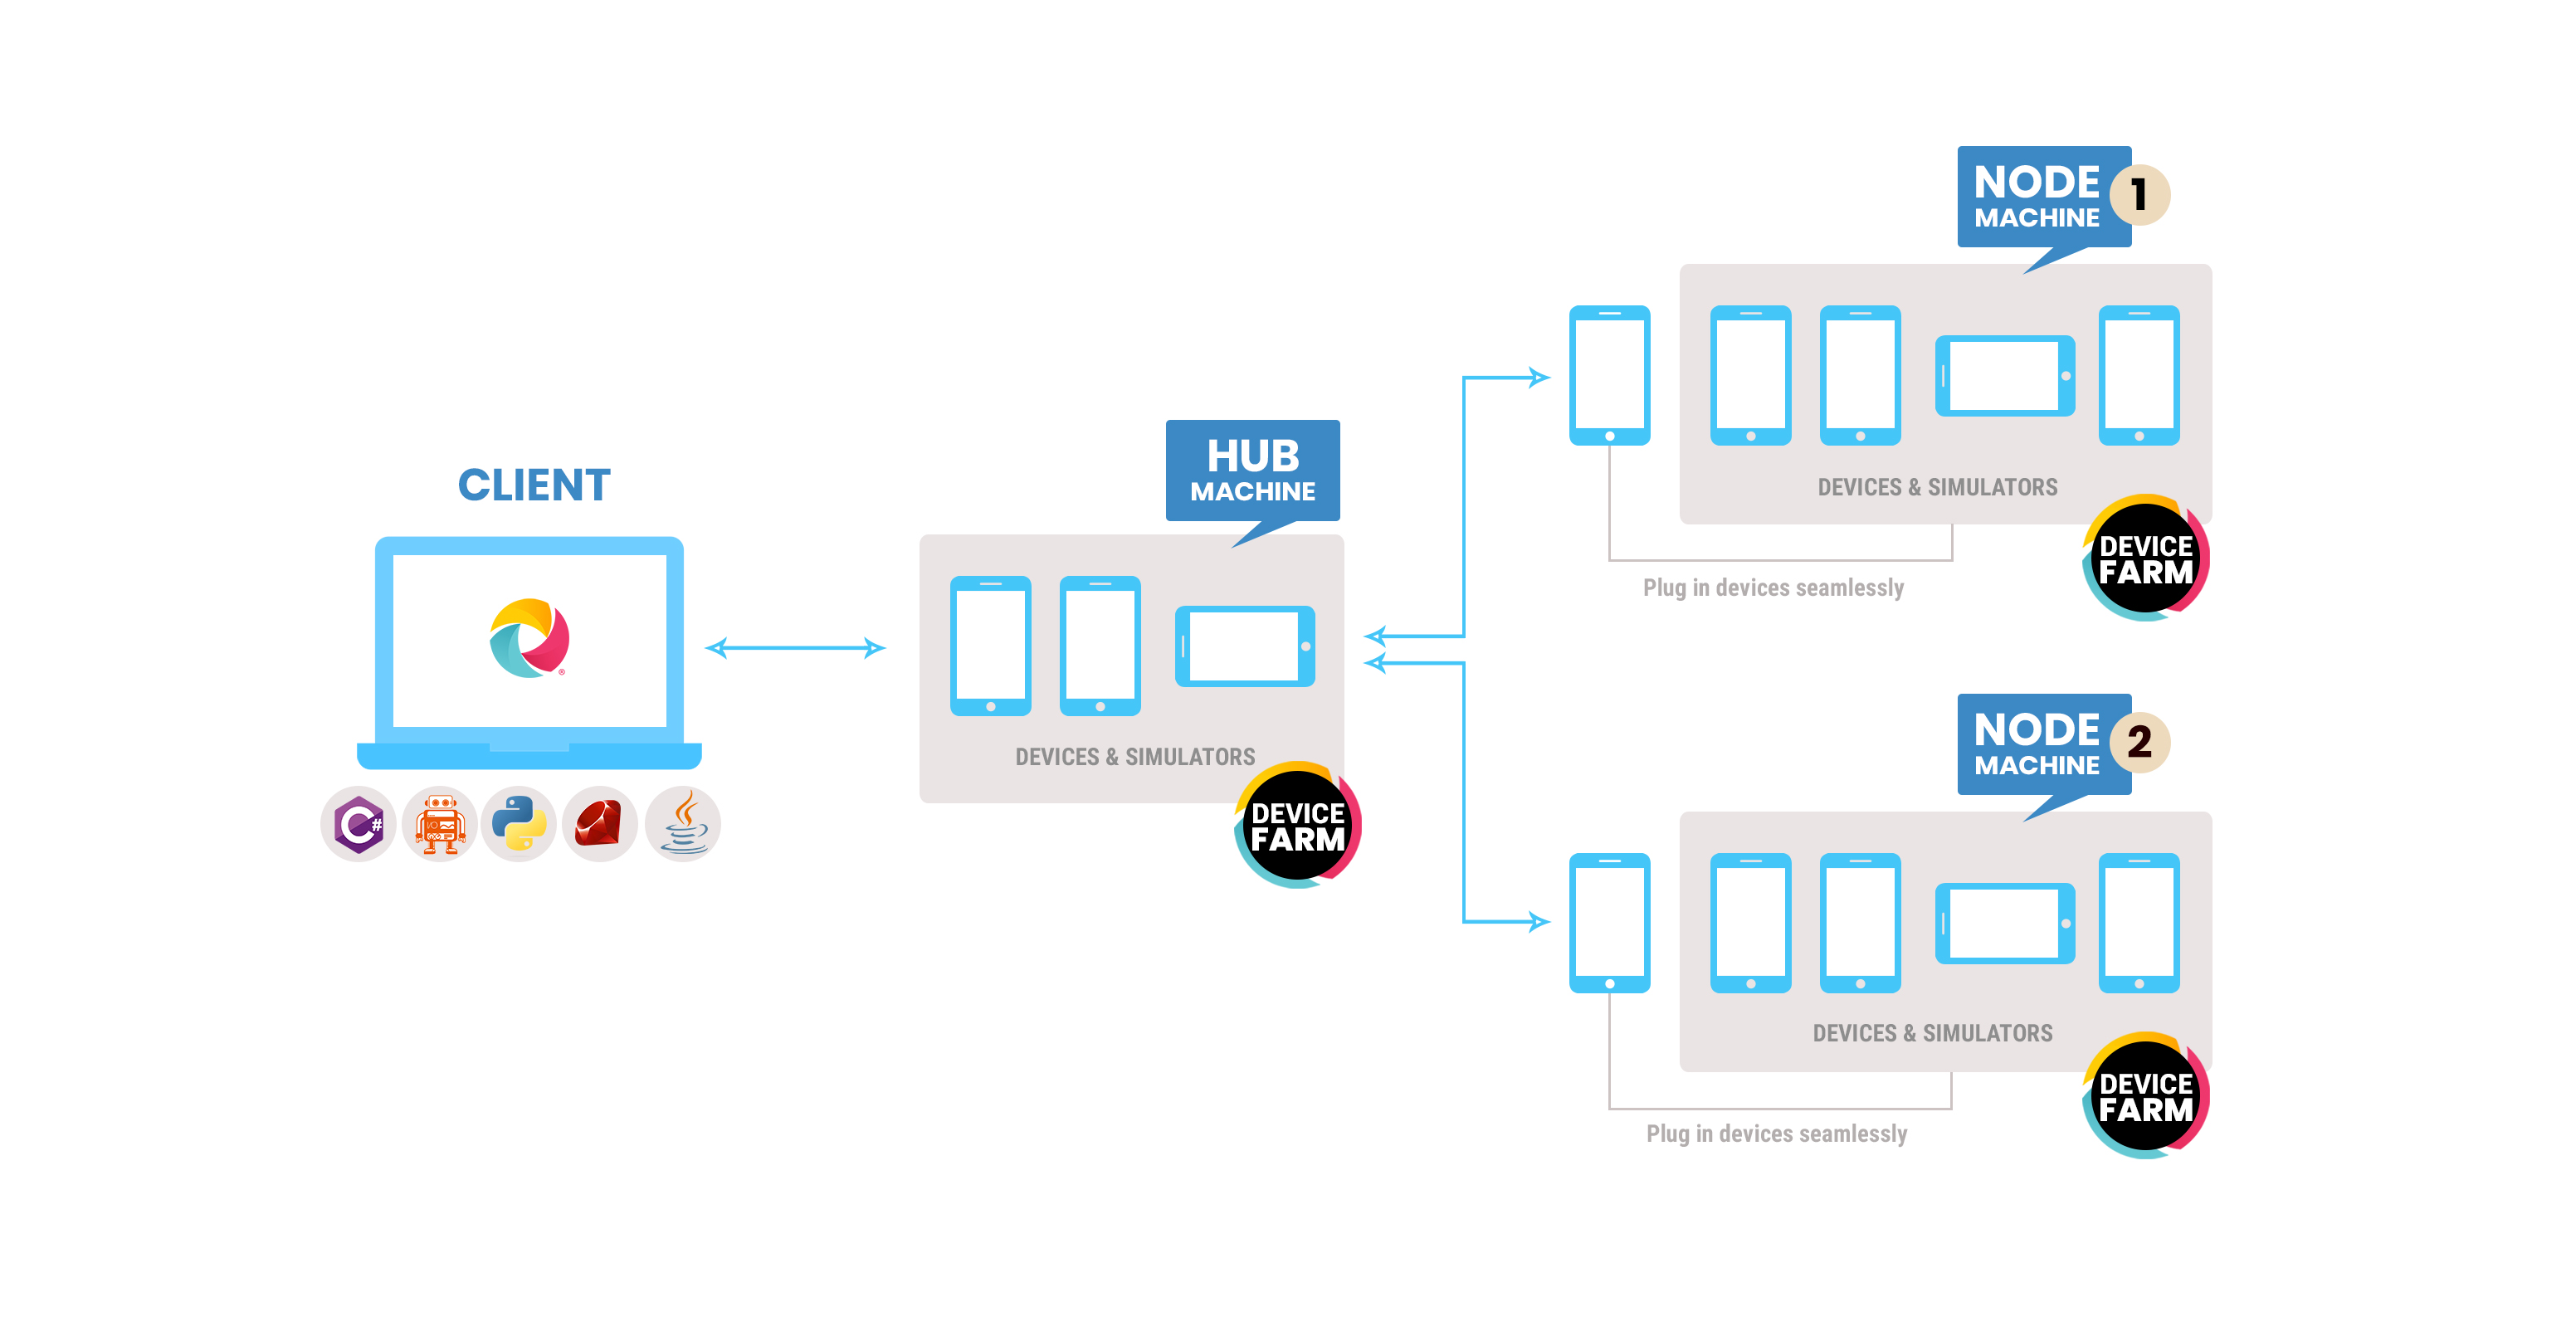 CLIENT
C#
®
HUB
MACHINE
DEVICES & SIMULATORS
DEVICE
FARM
NODE
MACHINE
1
DEVICES & SIMULATORS
DEVICE
FARM
Plug in devices seamlessly
NODE
MACHINE
2
DEVICES & SIMULATORS
DEVICE
FARM
Plug in devices seamlessly